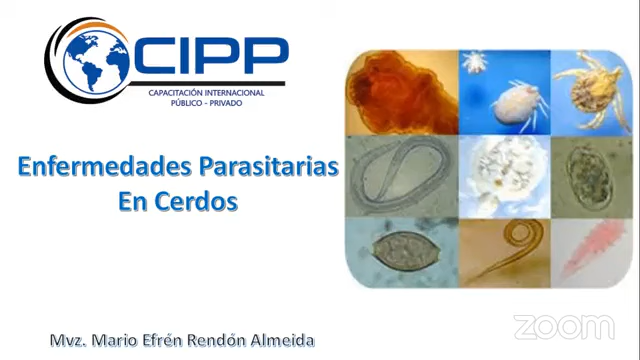 CIPP
CAPACITACIÓN INTERNACIONAL
PÚBLICO - PRIVADO
Enfermedades Parasitarias
En Cerdos
Mvz. Mario Efrén Rendón Almeida
zoom